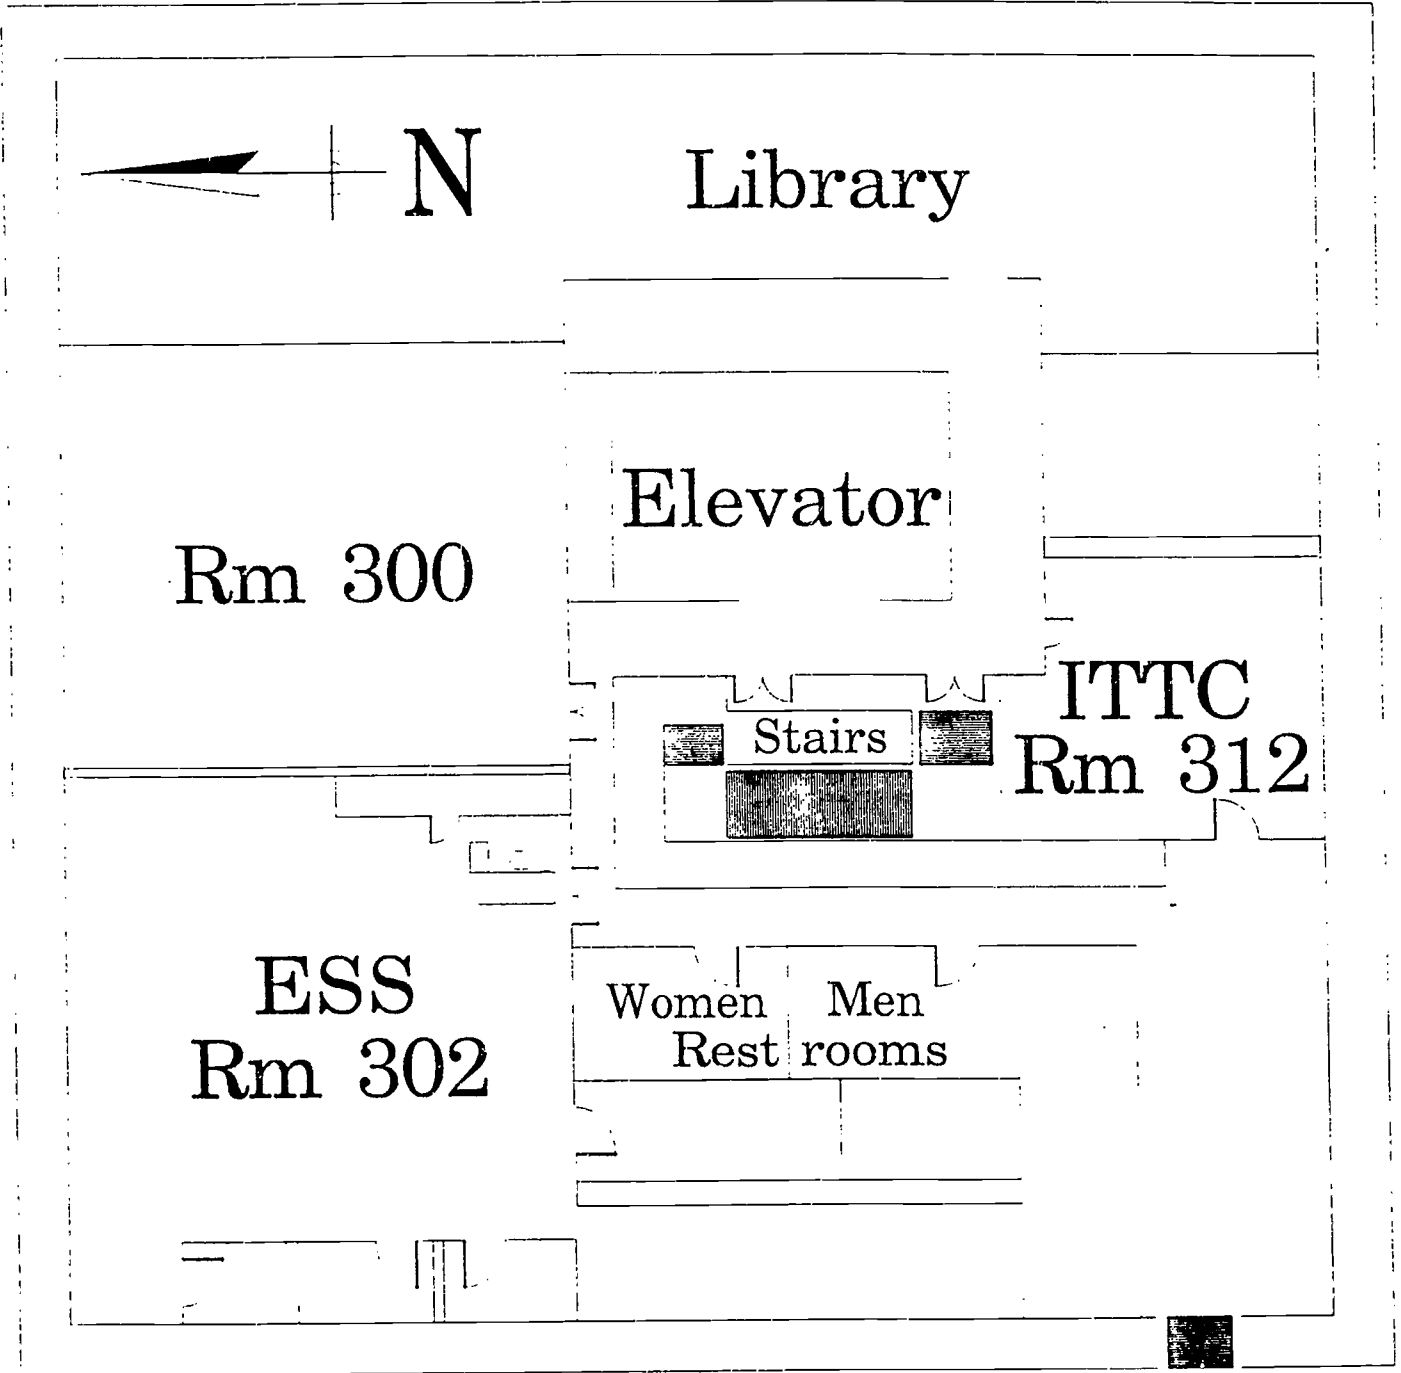 N
Library
Elevator
Rm 300
ITTC
Rm 312
Stairs
ESS
Rm 302
Women Men
Rest rooms